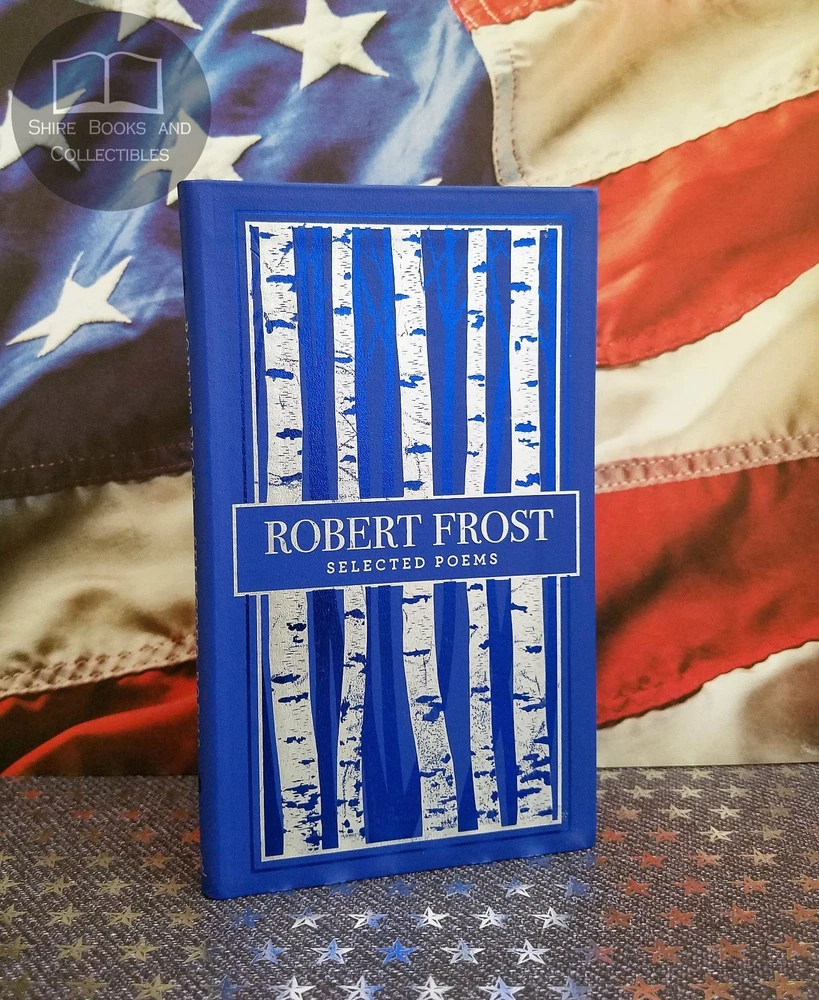 SHIRE BOOKS AND
COLLECTIBLES
ROBERT FROST
SELECTED POEMS